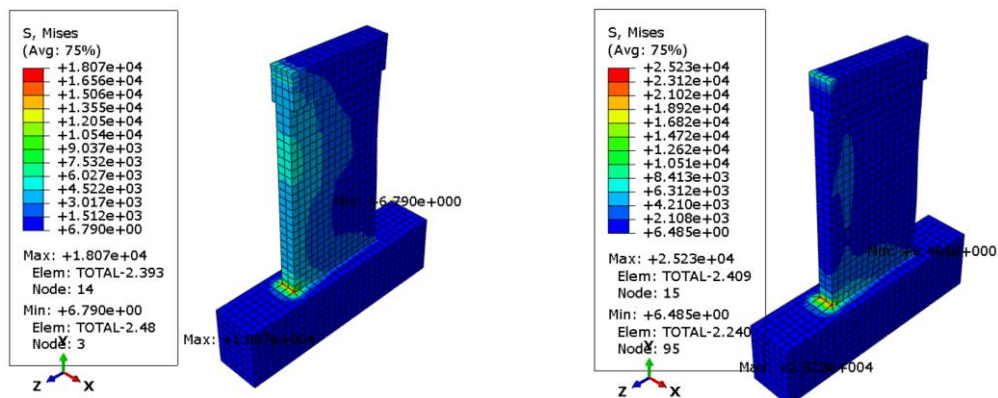 S, Mises
(Avg: 75%)
+1.807e+04
+1.656e+04
+1.506e+04
+1.355e+04
+1.205e+04
+1.054e+04
+9.037e+03
+7.532e+03
+6.027e+03
+4.522e+03
+3.017e+03
+1.512e+03
+6.790e+00
Max: +1.807e+04
Elem: TOTAL-2.393
Node: 14
Min: +6.790e+00
Elem: TOTAL-2.48
Node: 3
Y
Z
X
+6.790e+000
Max:
S, Mises
(Avg: 75%)
+2.523e+04
+2.312e+04
+2.102e+04
+1.892e+04
+1.682e+04
+1.472e+04
+1.262e+04
+1.051e+04
+8.413e+03
+6.312e+03
+4.210e+03
+2.108e+03
+6.485e+00
Max: +2.523e+04
Elem: TOTAL-2.409
Node: 15
Min: +6.485e+00
Elem: TOTAL-2.240
Node: 95
Y
Z
X
Min:
Max: